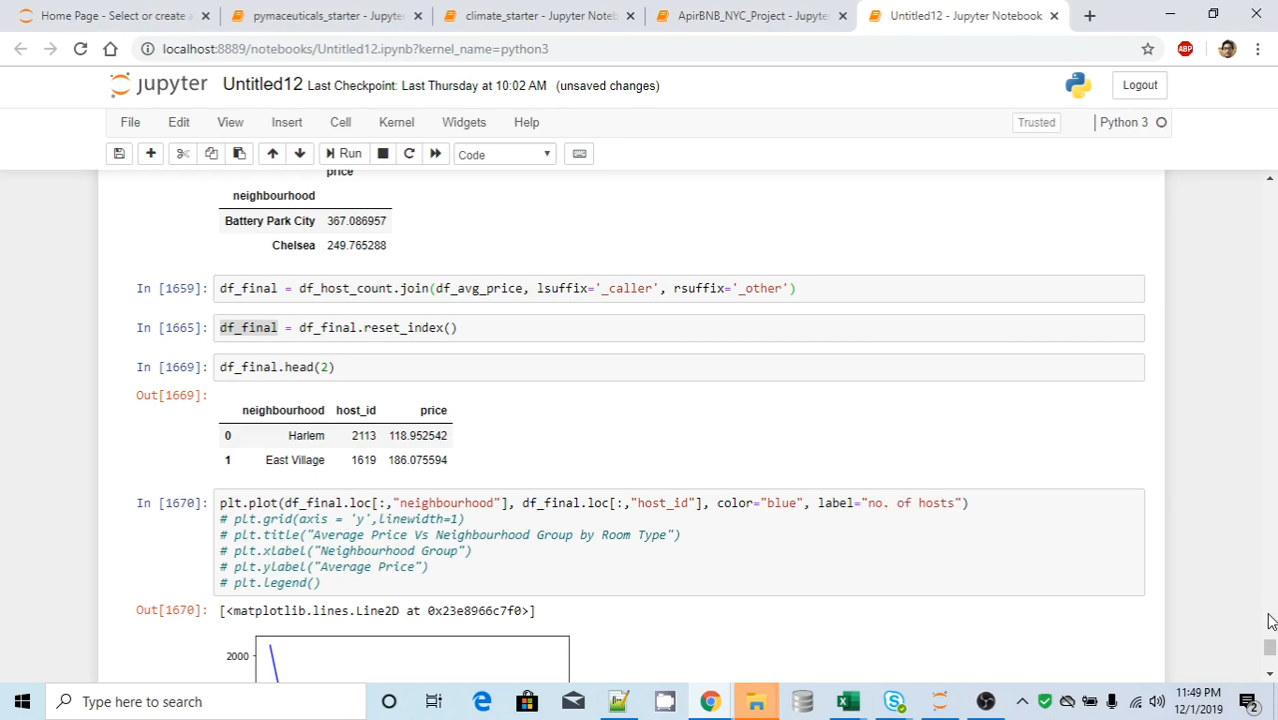 Home Page - Select or create a
pymaceuticals_starter - Jupyter
climate_starter - Jupyter Noteb
ApirBNB_NYC_Project - Jupyter
Untitled12 - Jupyter Notebook
localhost:8889/notebooks/Untitled12.ipynb?kernel_name=python3
ABP
jupyter Untitled12 Last Checkpoint: Last Thursday at 10:02 AM (unsaved changes)
Logout
File Edit View Insert Cell Kernel Widgets Help
Trusted
Python 3
Run
Code
price
neighbourhood
Battery Park City 367.086957
Chelsea 249.765288
In [1659]: df_final = df_host_count.join(df_avg_price, lsuffix='_caller', rsuffix='_other')
In [1665]: df_final = df_final.reset_index()
In [1669]: df_final.head(2)
Out[1669]:
neighbourhood host_id price
0 Harlem 2113 118.952542
1 East Village 1619 186.075594
In [1670]: plt.plot(df_final.loc[:,"neighbourhood"], df_final.loc[:,"host_id"], color="blue", label="no. of hosts")
# plt.grid(axis = 'y',linewidth=1)
# plt.title("Average Price Vs Neighbourhood Group by Room Type")
# plt.xlabel("Neighbourhood Group")
# plt.ylabel("Average Price")
# plt.legend()
Out[1670]: [<matplotlib.lines.Line2D at 0x23e8966c7f0>]
2000
Type here to search
11:49 PM
12/1/2019
2